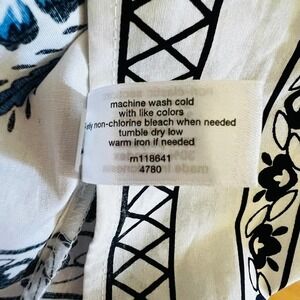 machine wash cold
with like colors
only non-chlorine bleach when needed
tumble dry low
warm iron if needed
rn118641
4780